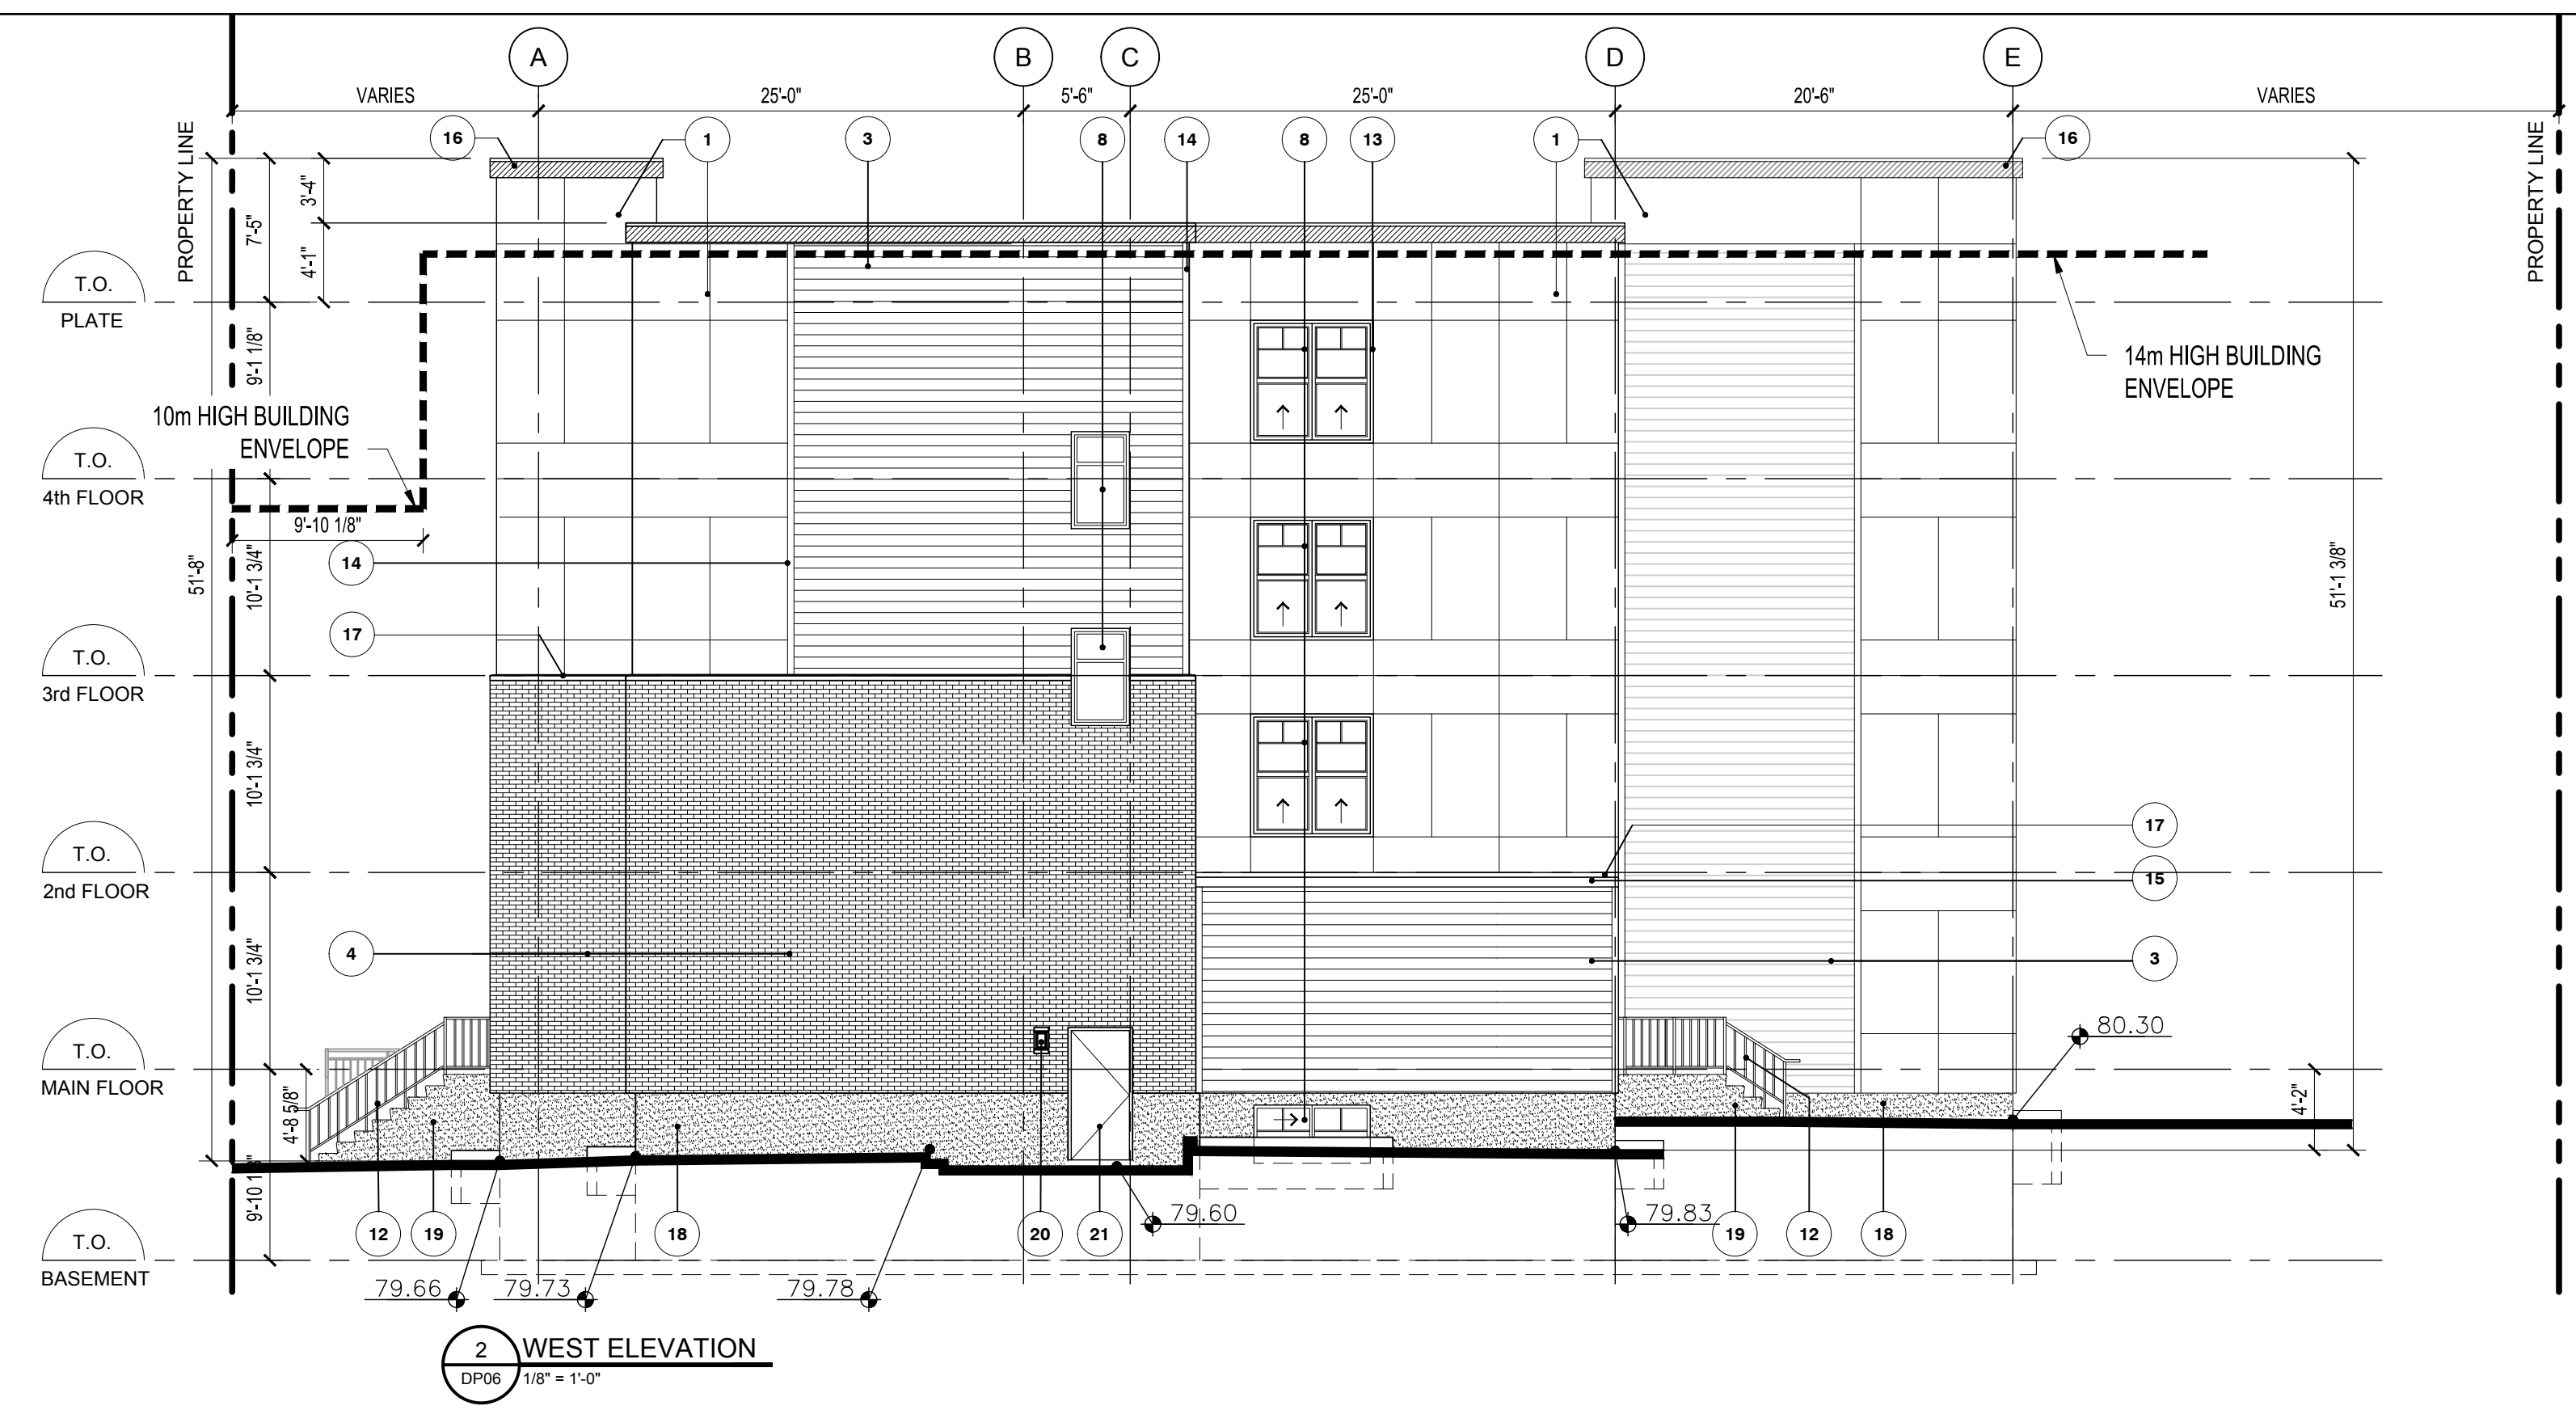 A
B
C
D
E
VARIES
25'-0"
5'-6"
25'-0"
20'-6"
VARIES
PROPERTY LINE
PROPERTY LINE
16
1
3
8
14
8
13
1
16
3'-4"
7'-5"
4'-1"
T.O.
PLATE
9'-1 1/8"
14m HIGH BUILDING
ENVELOPE
10m HIGH BUILDING
ENVELOPE
T.O.
4th FLOOR
9'-10 1/8"
51'-8"
10'-1 3/4"
14
51'-1 3/8"
17
T.O.
3rd FLOOR
10'-1 3/4"
17
T.O.
2nd FLOOR
15
10'-1 3/4"
4
3
80.30
T.O.
MAIN FLOOR
4'-8 5/8"
4'-2"
9'-10 1/8"
12
19
18
20
21
79.60
79.83
19
12
18
T.O.
BASEMENT
79.66
79.73
79.78
2
DP06
WEST ELEVATION
1/8" = 1'-0"